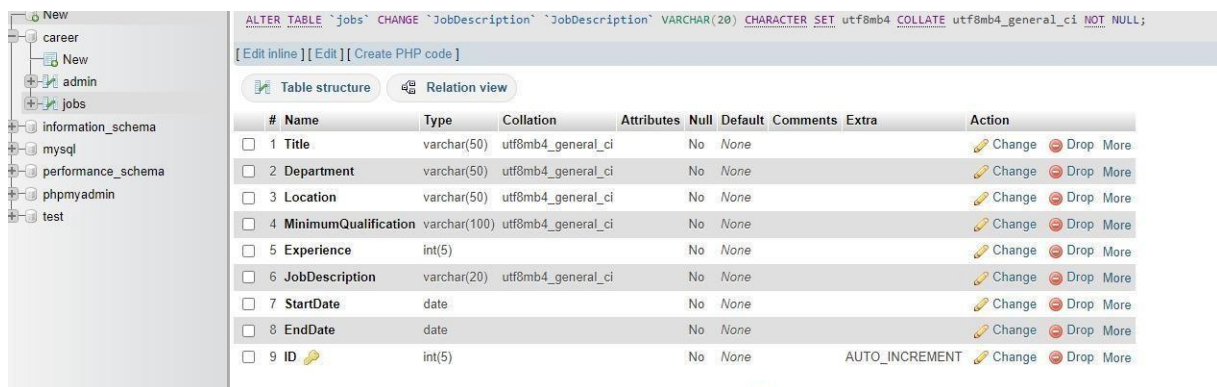 New
career
New
admin
jobs
information_schema
mysql
performance_schema
phpmyadmin
test
ALTER TABLE `jobs` CHANGE `JobDescription` `JobDescription` VARCHAR(20) CHARACTER SET utf8mb4 COLLATE utf8mb4_general_ci NOT NULL;
[ Edit inline ] [ Edit ] [ Create PHP code ]
Table structure Relation view
# Name Type Collation Attributes Null Default Comments Extra Action
1 Title varchar(50) utf8mb4_general_ci No None Change Drop More
2 Department varchar(50) utf8mb4_general_ci No None Change Drop More
3 Location varchar(50) utf8mb4_general_ci No None Change Drop More
4 MinimumQualification varchar(100) utf8mb4_general_ci No None Change Drop More
5 Experience int(5) No None Change Drop More
6 JobDescription varchar(20) utf8mb4_general_ci No None Change Drop More
7 StartDate date No None Change Drop More
8 EndDate date No None Change Drop More
9 ID int(5) No None AUTO_INCREMENT Change Drop More